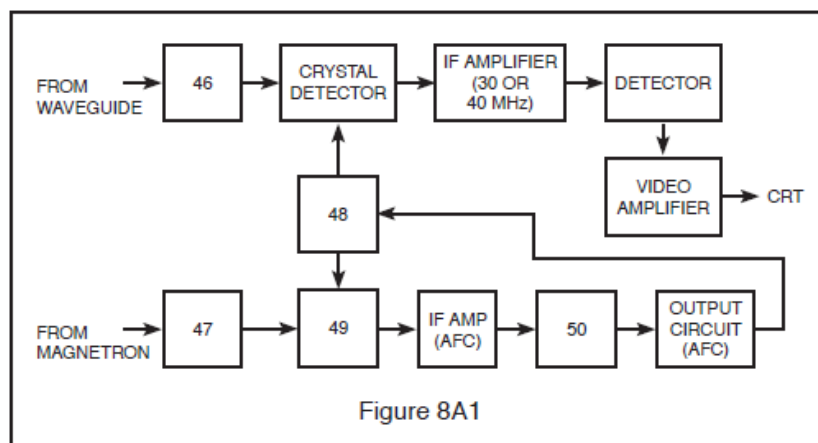 FROM
WAVEGUIDE
46
CRYSTAL
DETECTOR
IF AMPLIFIER
(30 OR
40 MHz)
DETECTOR
VIDEO
AMPLIFIER
CRT
48
FROM
MAGNETRON
47
49
IF AMP
(AFC)
50
OUTPUT
CIRCUIT
(AFC)
Figure 8A1